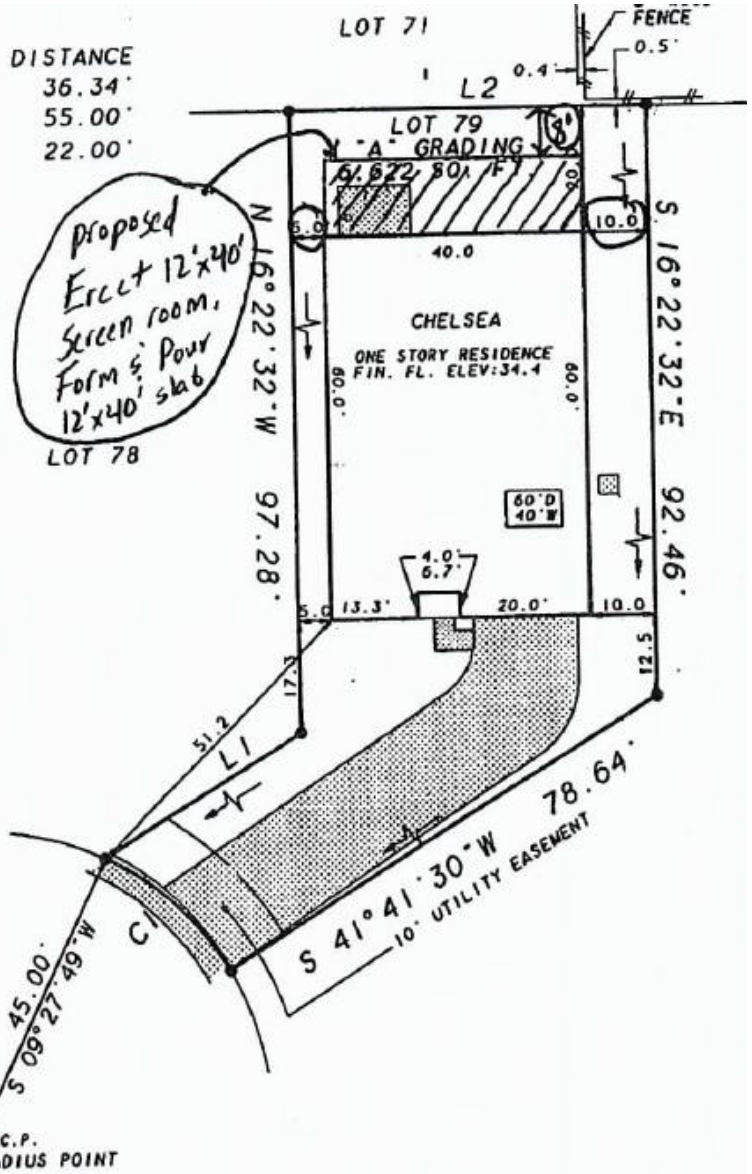 FENCE
LOT 71
0.5'
DISTANCE
36.34'
55.00'
22.00'
0.4'
L2
LOT 79
8'
"A" GRADING
6,622 SQ. FT
20
proposed
Erect 12'x40'
screen room.
Form & Pour
12'x40' slab
LOT 78
5.0
10.0
40.0
N 16°22'32"W 97.28'
S 16°22'32"E 92.46'
CHELSEA
ONE STORY RESIDENCE
FIN. FL. ELEV:34.4
60.0'
60.0'
60'D
40'W
4.0'
6.7'
5.0
13.3'
20.0'
10.0
17.3
12.5
51.2
L1
78.64'
S 41°41'30"W
10' UTILITY EASEMENT
C1
45.00'
S 09°27'49"W
C.P.
DIUS POINT